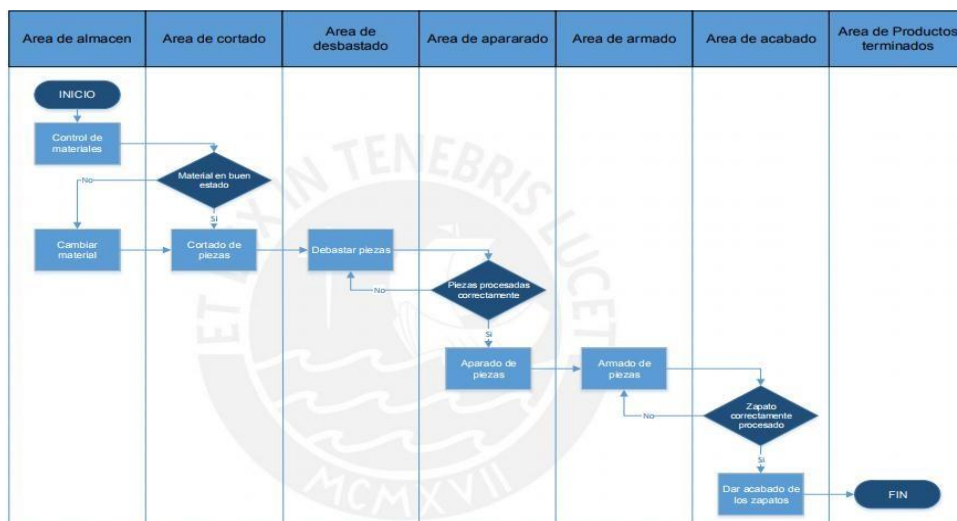 Area de almacen
Area de cortado
Area de
desbastado
Area de apararado
Area de armado
Area de acabado
Area de Productos
terminados
INICIO
Control de
materiales
Material en buen
estado
No
Si
Cambiar
material
Cortado de
piezas
Debastar piezas
Piezas procesadas
correctamente
No
Si
Aparado de
piezas
Armado de
piezas
Zapato
correctamente
procesado
No
Si
Dar acabado de
los zapatos
FIN
ET LUX IN TENEBRIS LUCET
MCMXVII